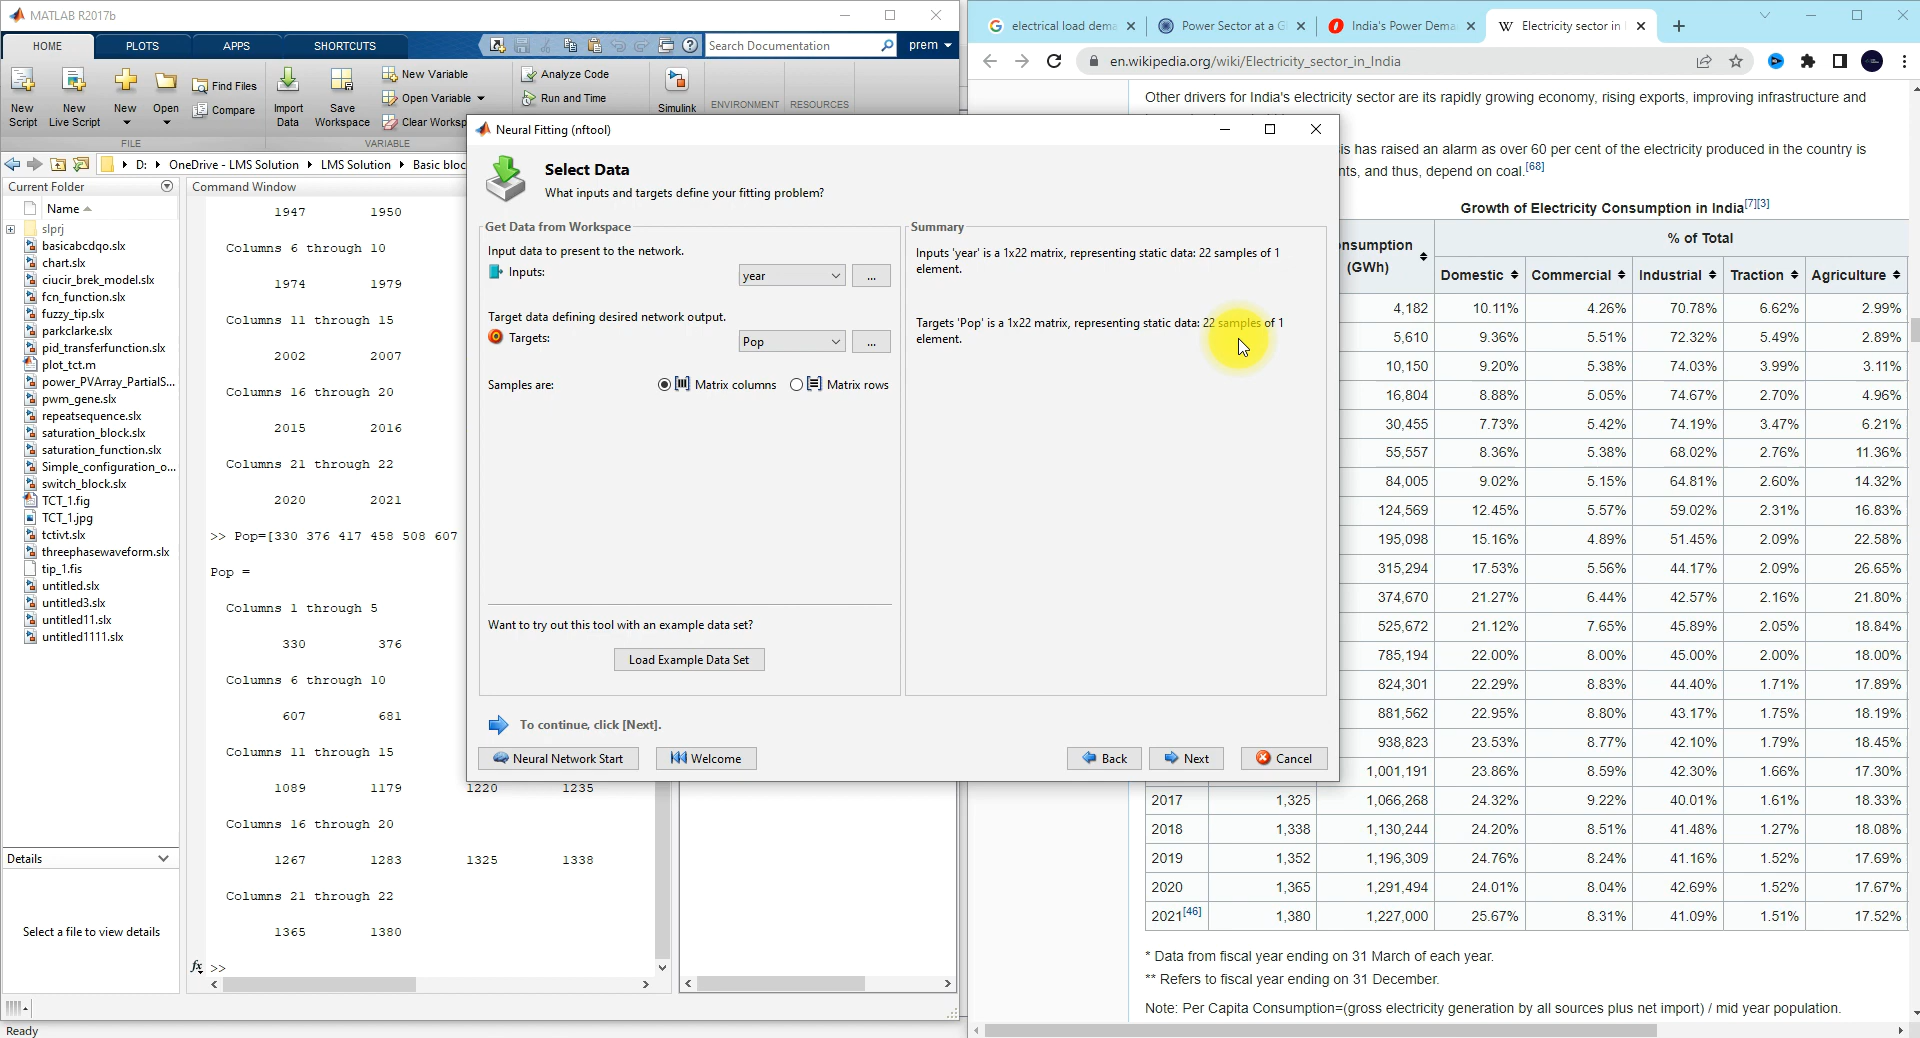 MATLAB R2017b
HOME
PLOTS
APPS
SHORTCUTS
Search Documentation
prem
New Script
New Live Script
New
Open
Find Files
Compare
Import Data
Save Workspace
New Variable
Open Variable
Clear Worksp
Analyze Code
Run and Time
Simulink
ENVIRONMENT
RESOURCES
FILE
VARIABLE
D:
OneDrive - LMS Solution
LMS Solution
Basic bloc
Current Folder
Name
slprj
basicabcdqo.slx
chart.slx
ciucir_brek_model.slx
fcn_function.slx
fuzzy_tip.slx
parkclarke.slx
pid_transferfunction.slx
plot_tct.m
power_PVArray_PartialS...
pwm_gene.slx
repeatsequence.slx
saturation_block.slx
saturation_function.slx
Simple_configuration_o...
switch_block.slx
TCT_1.fig
TCT_1.jpg
tctivt.slx
threephasewaveform.slx
tip_1.fis
untitled.slx
untitled3.slx
untitled11.slx
untitled1111.slx
Details
Select a file to view details
Ready
Command Window
1947 1950
Columns 6 through 10
1974 1979
Columns 11 through 15
2002 2007
Columns 16 through 20
2015 2016
Columns 21 through 22
2020 2021
>> Pop=[330 376 417 458 508 607
Pop =
Columns 1 through 5
330 376
Columns 6 through 10
607 681
Columns 11 through 15
1089 1179 1220 1235
Columns 16 through 20
1267 1283 1325 1338
Columns 21 through 22
1365 1380
fx >>
Neural Fitting (nftool)
Select Data
What inputs and targets define your fitting problem?
Get Data from Workspace
Input data to present to the network.
Inputs:
year
...
Target data defining desired network output.
Targets:
Pop
...
Samples are:
Matrix columns
Matrix rows
Want to try out this tool with an example data set?
Load Example Data Set
Summary
Inputs 'year' is a 1x22 matrix, representing static data: 22 samples of 1
element.
Targets 'Pop' is a 1x22 matrix, representing static data: 22 samples of 1
element.
To continue, click [Next].
Neural Network Start
Welcome
Back
Next
Cancel
electrical load dema
Power Sector at a G
India's Power Dema
Electricity sector in
en.wikipedia.org/wiki/Electricity_sector_in_India
Other drivers for India's electricity sector are its rapidly growing economy, rising exports, improving infrastructure and
is has raised an alarm as over 60 per cent of the electricity produced in the country is
nts, and thus, depend on coal.[68]
Growth of Electricity Consumption in India[7][3]
nsumption (GWh)
% of Total
Domestic Commercial Industrial Traction Agriculture
4,182 10.11% 4.26% 70.78% 6.62% 2.99%
5,610 9.36% 5.51% 72.32% 5.49% 2.89%
10,150 9.20% 5.38% 74.03% 3.99% 3.11%
16,804 8.88% 5.05% 74.67% 2.70% 4.96%
30,455 7.73% 5.42% 74.19% 3.47% 6.21%
55,557 8.36% 5.38% 68.02% 2.76% 11.36%
84,005 9.02% 5.15% 64.81% 2.60% 14.32%
124,569 12.45% 5.57% 59.02% 2.31% 16.83%
195,098 15.16% 4.89% 51.45% 2.09% 22.58%
315,294 17.53% 5.56% 44.17% 2.09% 26.65%
374,670 21.27% 6.44% 42.57% 2.16% 21.80%
525,672 21.12% 7.65% 45.89% 2.05% 18.84%
785,194 22.00% 8.00% 45.00% 2.00% 18.00%
824,301 22.29% 8.83% 44.40% 1.71% 17.89%
881,562 22.95% 8.80% 43.17% 1.75% 18.19%
938,823 23.53% 8.77% 42.10% 1.79% 18.45%
1,001,191 23.86% 8.59% 42.30% 1.66% 17.30%
2017 1,325 1,066,268 24.32% 9.22% 40.01% 1.61% 18.33%
2018 1,338 1,130,244 24.20% 8.51% 41.48% 1.27% 18.08%
2019 1,352 1,196,309 24.76% 8.24% 41.16% 1.52% 17.69%
2020 1,365 1,291,494 24.01% 8.04% 42.69% 1.52% 17.67%
2021[46] 1,380 1,227,000 25.67% 8.31% 41.09% 1.51% 17.52%
* Data from fiscal year ending on 31 March of each year.
** Refers to fiscal year ending on 31 December.
Note: Per Capita Consumption=(gross electricity generation by all sources plus net import) / mid year population.